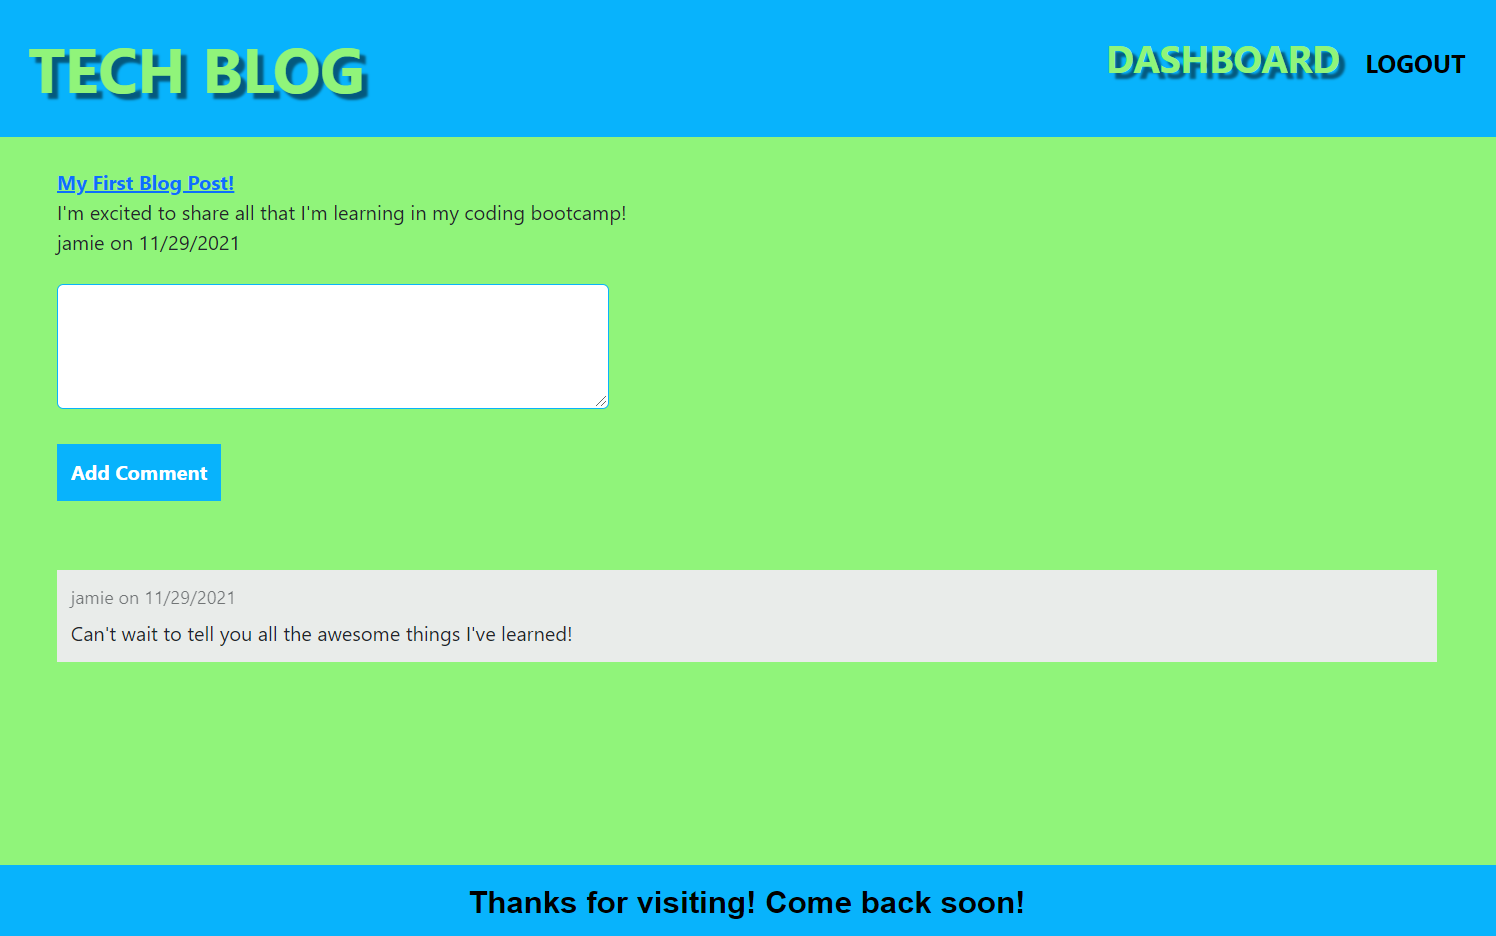 TECH BLOG
DASHBOARD LOGOUT
My First Blog Post!
I'm excited to share all that I'm learning in my coding bootcamp!
jamie on 11/29/2021
Add Comment
jamie on 11/29/2021
Can't wait to tell you all the awesome things I've learned!
Thanks for visiting! Come back soon!